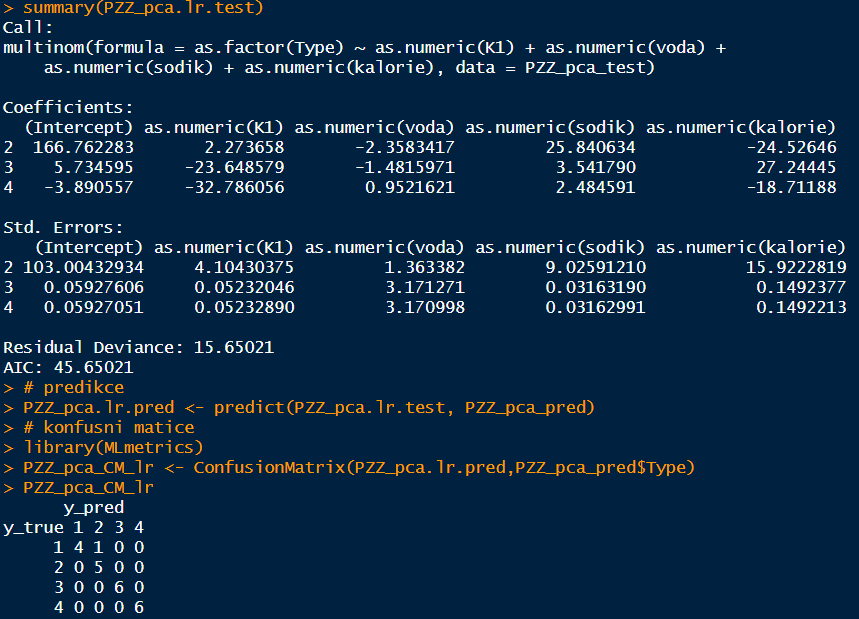 > summary(PZZ_pca.lr.test)
Call:
multinom(formula = as.factor(Type) ~ as.numeric(K1) + as.numeric(voda) +
    as.numeric(sodik) + as.numeric(kalorie), data = PZZ_pca_test)

Coefficients:
  (Intercept) as.numeric(K1) as.numeric(voda) as.numeric(sodik) as.numeric(kalorie)
2  166.762283       2.273658       -2.3583417         25.840634           -24.52646
3    5.734595     -23.648579       -1.4815971          3.541790            27.24445
4   -3.890557     -32.786056        0.9521621          2.484591           -18.71188

Std. Errors:
   (Intercept) as.numeric(K1) as.numeric(voda) as.numeric(sodik) as.numeric(kalorie)
2 103.00432934     4.10430375         1.363382        9.02591210          15.9222819
3   0.05927606     0.05232046         3.171271        0.03163190           0.1492377
4   0.05927051     0.05232890         3.170998        0.03162991           0.1492213

Residual Deviance: 15.65021
AIC: 45.65021
> # predikce
> PZZ_pca.lr.pred <- predict(PZZ_pca.lr.test, PZZ_pca_pred)
> # konfusni matice
> library(MLmetrics)
> PZZ_pca_CM_lr <- ConfusionMatrix(PZZ_pca.lr.pred,PZZ_pca_pred$Type)
> PZZ_pca_CM_lr
      y_pred
y_true 1 2 3 4
     1 4 1 0 0
     2 0 5 0 0
     3 0 0 6 0
     4 0 0 0 6